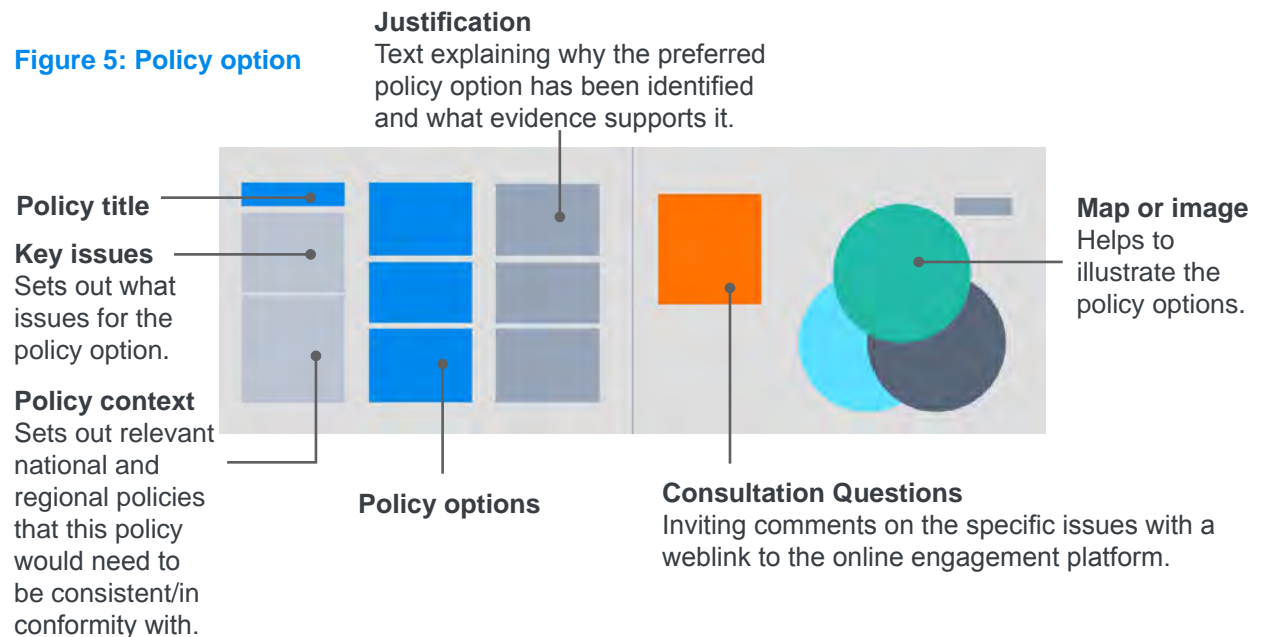 Figure 5: Policy option
Justification
Text explaining why the preferred
policy option has been identified
and what evidence supports it.
Policy title
Key issues
Sets out what
issues for the
policy option.
Policy context
Sets out relevant
national and
regional policies
that this policy
would need to
be consistent/in
conformity with.
Policy options
Consultation Questions
Inviting comments on the specific issues with a
weblink to the online engagement platform.
Map or image
Helps to
illustrate the
policy options.